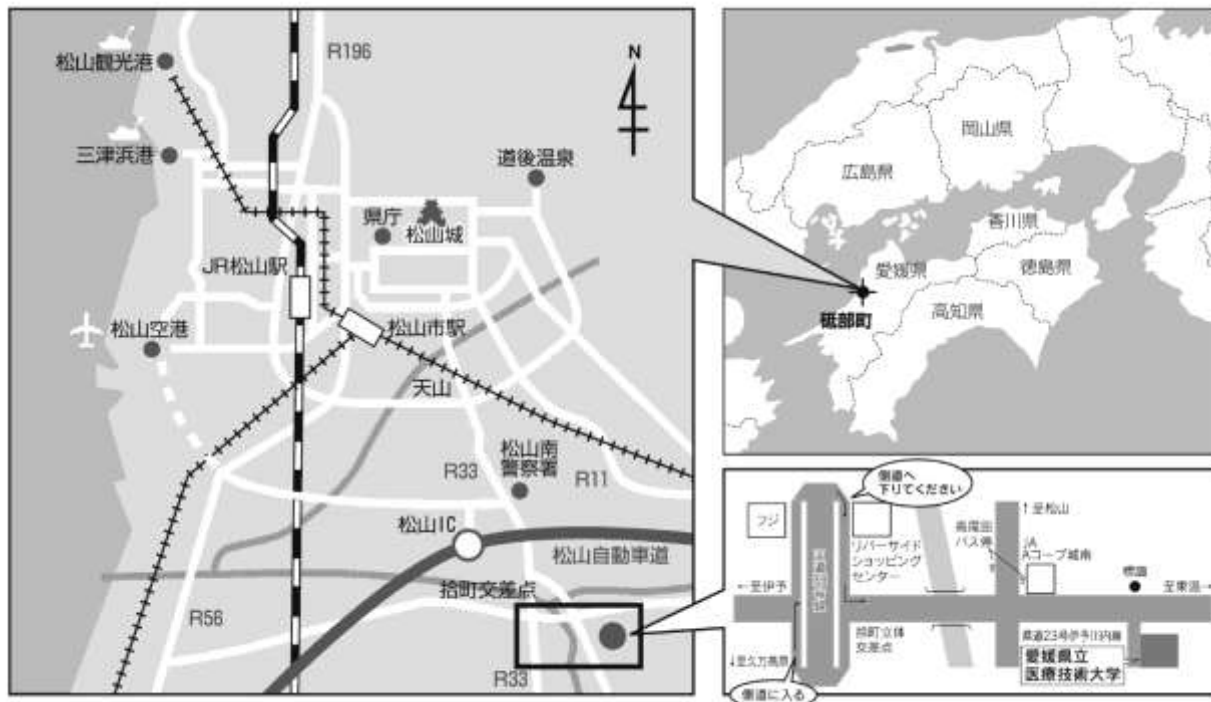 R196
松山観光港
N
三津浜港
道後温泉
県庁
松山城
JR松山駅
松山空港
松山市駅
天山
松山南
警察署
R33
R11
松山IC
松山自動車道
拾町交差点
R56
R33
岡山県
広島県
香川県
愛媛県
徳島県
高知県
砥部町
側道へ
下りてください
フジ
↑至松山
高尾田
バス停
リバーサイド
ショッピング
センター
JA
Aコープ城南
←至伊予
至東温→
拾町立体
交差点
県道23号伊予川内線
↓至久万高原
愛媛県立
医療技術大学
側道に入る